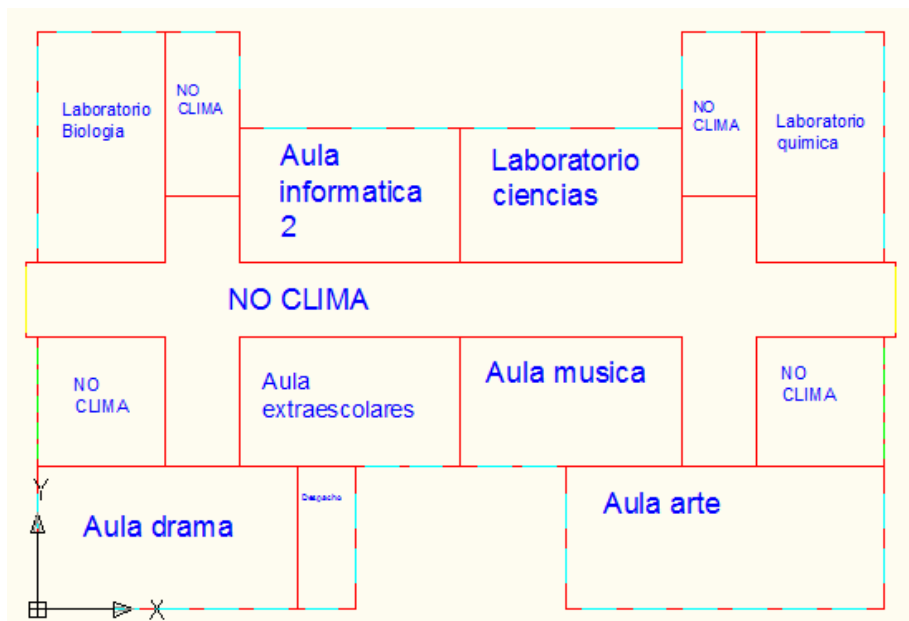 Laboratorio
Biologia
NO
CLIMA
Aula
informatica
2
Laboratorio
ciencias
NO
CLIMA
Laboratorio
quimica
NO CLIMA
NO
CLIMA
Aula
extraescolares
Aula musica
NO
CLIMA
Aula drama
Despacho
Aula arte
Y
X